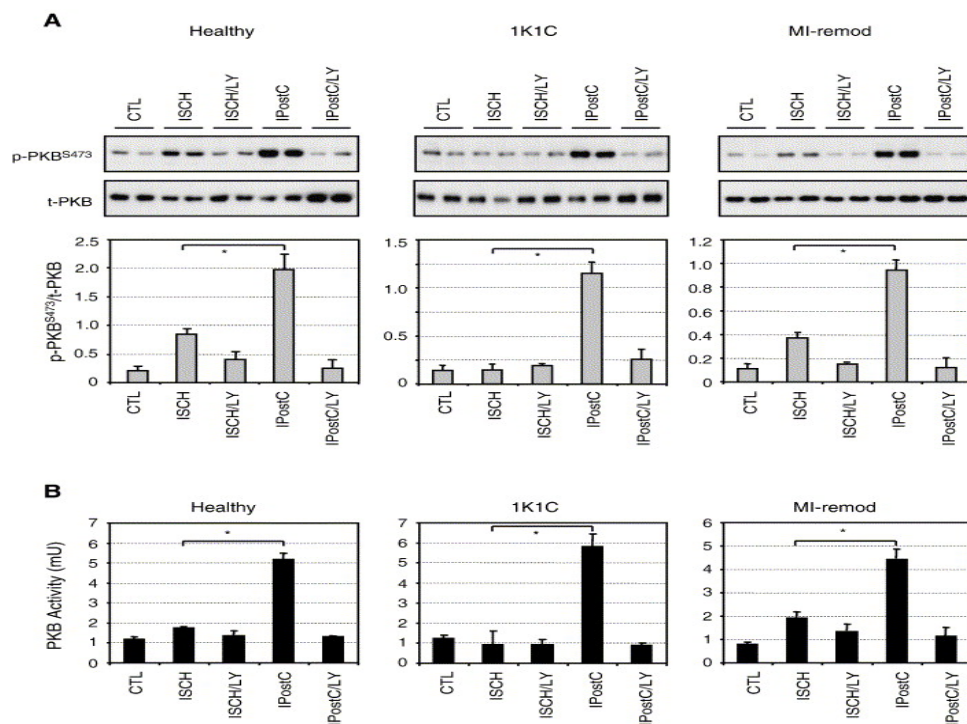 A
Healthy 1K1C MI-remod
CTL ISCH ISCH/LY IPostC IPostC/LY CTL ISCH ISCH/LY IPostC IPostC/LY CTL ISCH ISCH/LY IPostC IPostC/LY
p-PKBS473
t-PKB
2.5 1.5 1.2
2.0 1.25 1.0
1.5 1.0 0.8
1.0 0.6
0.5 0.5 0.4
0.25 0.2
0 0 0
* * *
p-PKBS473/t-PKB
CTL ISCH ISCH/LY IPostC IPostC/LY CTL ISCH ISCH/LY IPostC IPostC/LY CTL ISCH ISCH/LY IPostC IPostC/LY
B
Healthy 1K1C MI-remod
7 7 6
6 6 5
5 5 4
4 4 3
3 3 2
2 2 1
1 1 0
0 0
* * *
PKB Activity (mU)
CTL ISCH ISCH/LY IPostC IPostC/LY CTL ISCH ISCH/LY IPostC IPostC/LY CTL ISCH ISCH/LY IPostC IPostC/LY